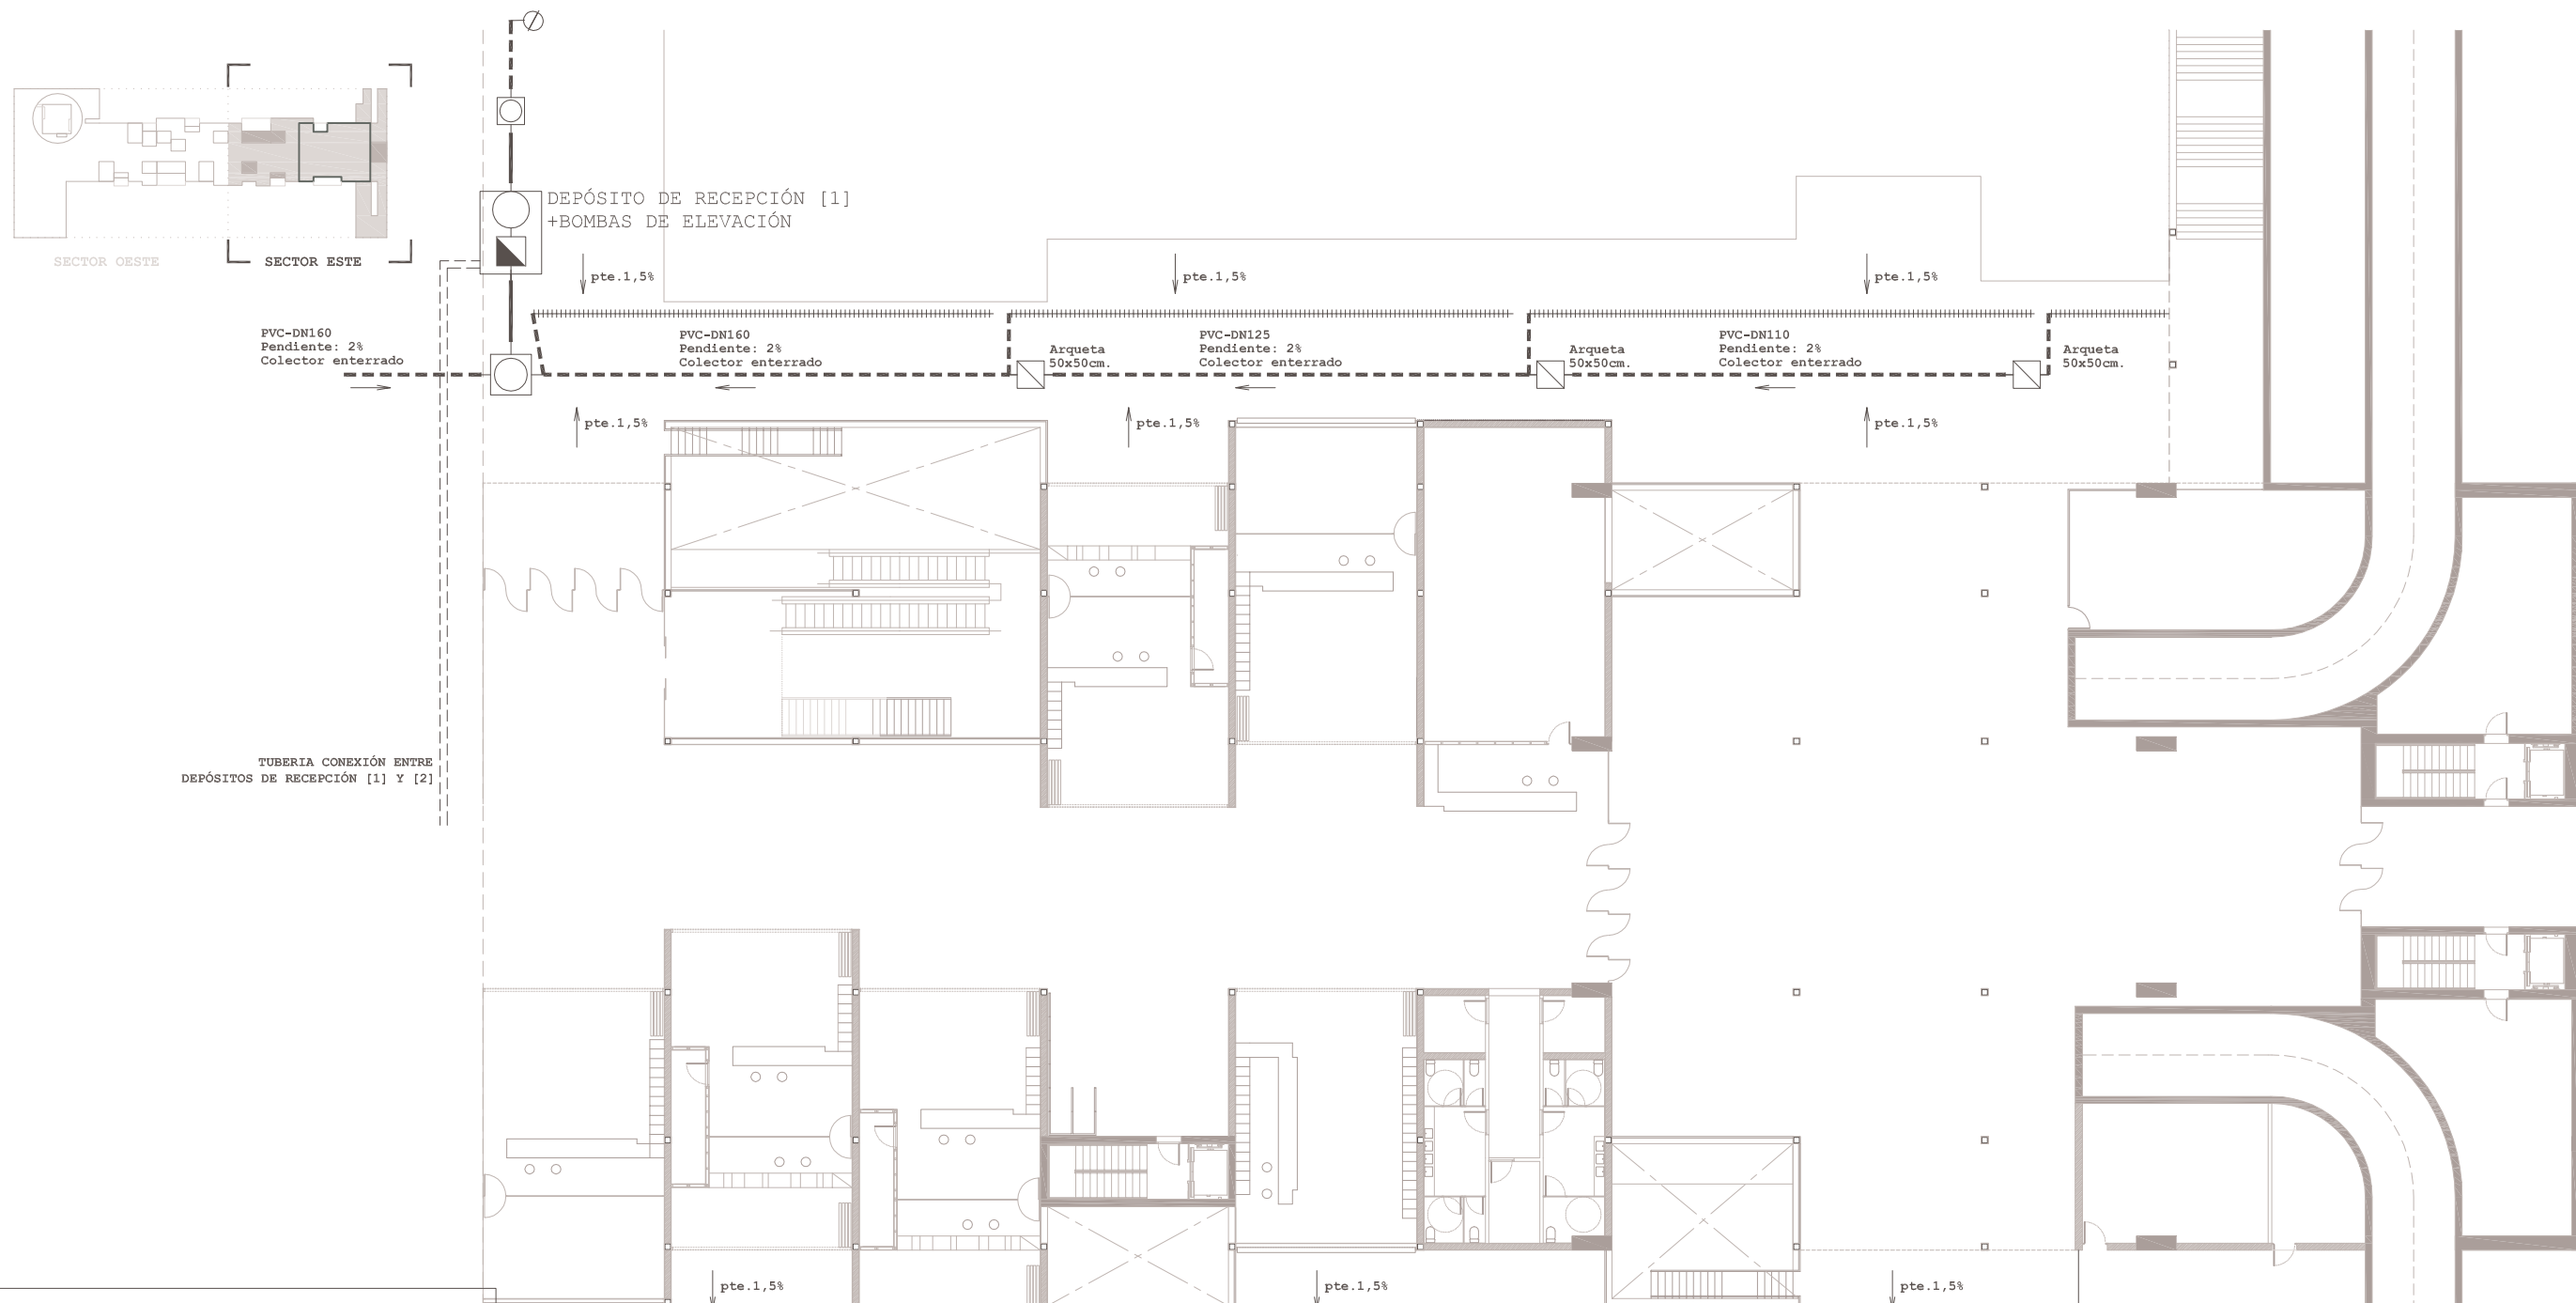 SECTOR OESTE
SECTOR ESTE
DEPÓSITO DE RECEPCIÓN [1]
+BOMBAS DE ELEVACIÓN
pte.1,5%
pte.1,5%
pte.1,5%
PVC-DN160
Pendiente: 2%
Colector enterrado
PVC-DN160
Pendiente: 2%
Colector enterrado
Arqueta
50x50cm.
PVC-DN125
Pendiente: 2%
Colector enterrado
Arqueta
50x50cm.
PVC-DN110
Pendiente: 2%
Colector enterrado
Arqueta
50x50cm.
pte.1,5%
pte.1,5%
pte.1,5%
TUBERIA CONEXIÓN ENTRE
DEPÓSITOS DE RECEPCIÓN [1] Y [2]
pte.1,5%
pte.1,5%
pte.1,5%